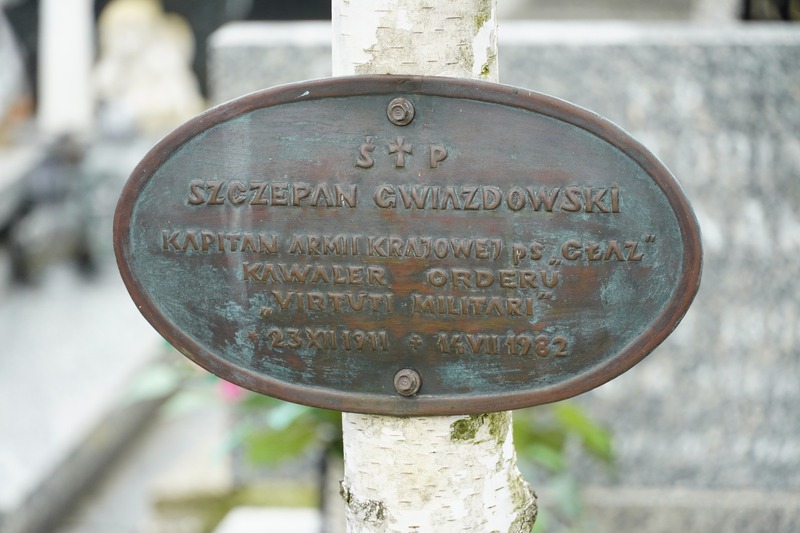 Ś † P
SZCZEPAN GWIAZDOWSKI
KAPITAN ARMII KRAJOWEJ pS „GŁAZ”
KAWALER ORDERU
„VIRTUTI MILITARI”
* 23 XII 1911 † 14 VII 1982